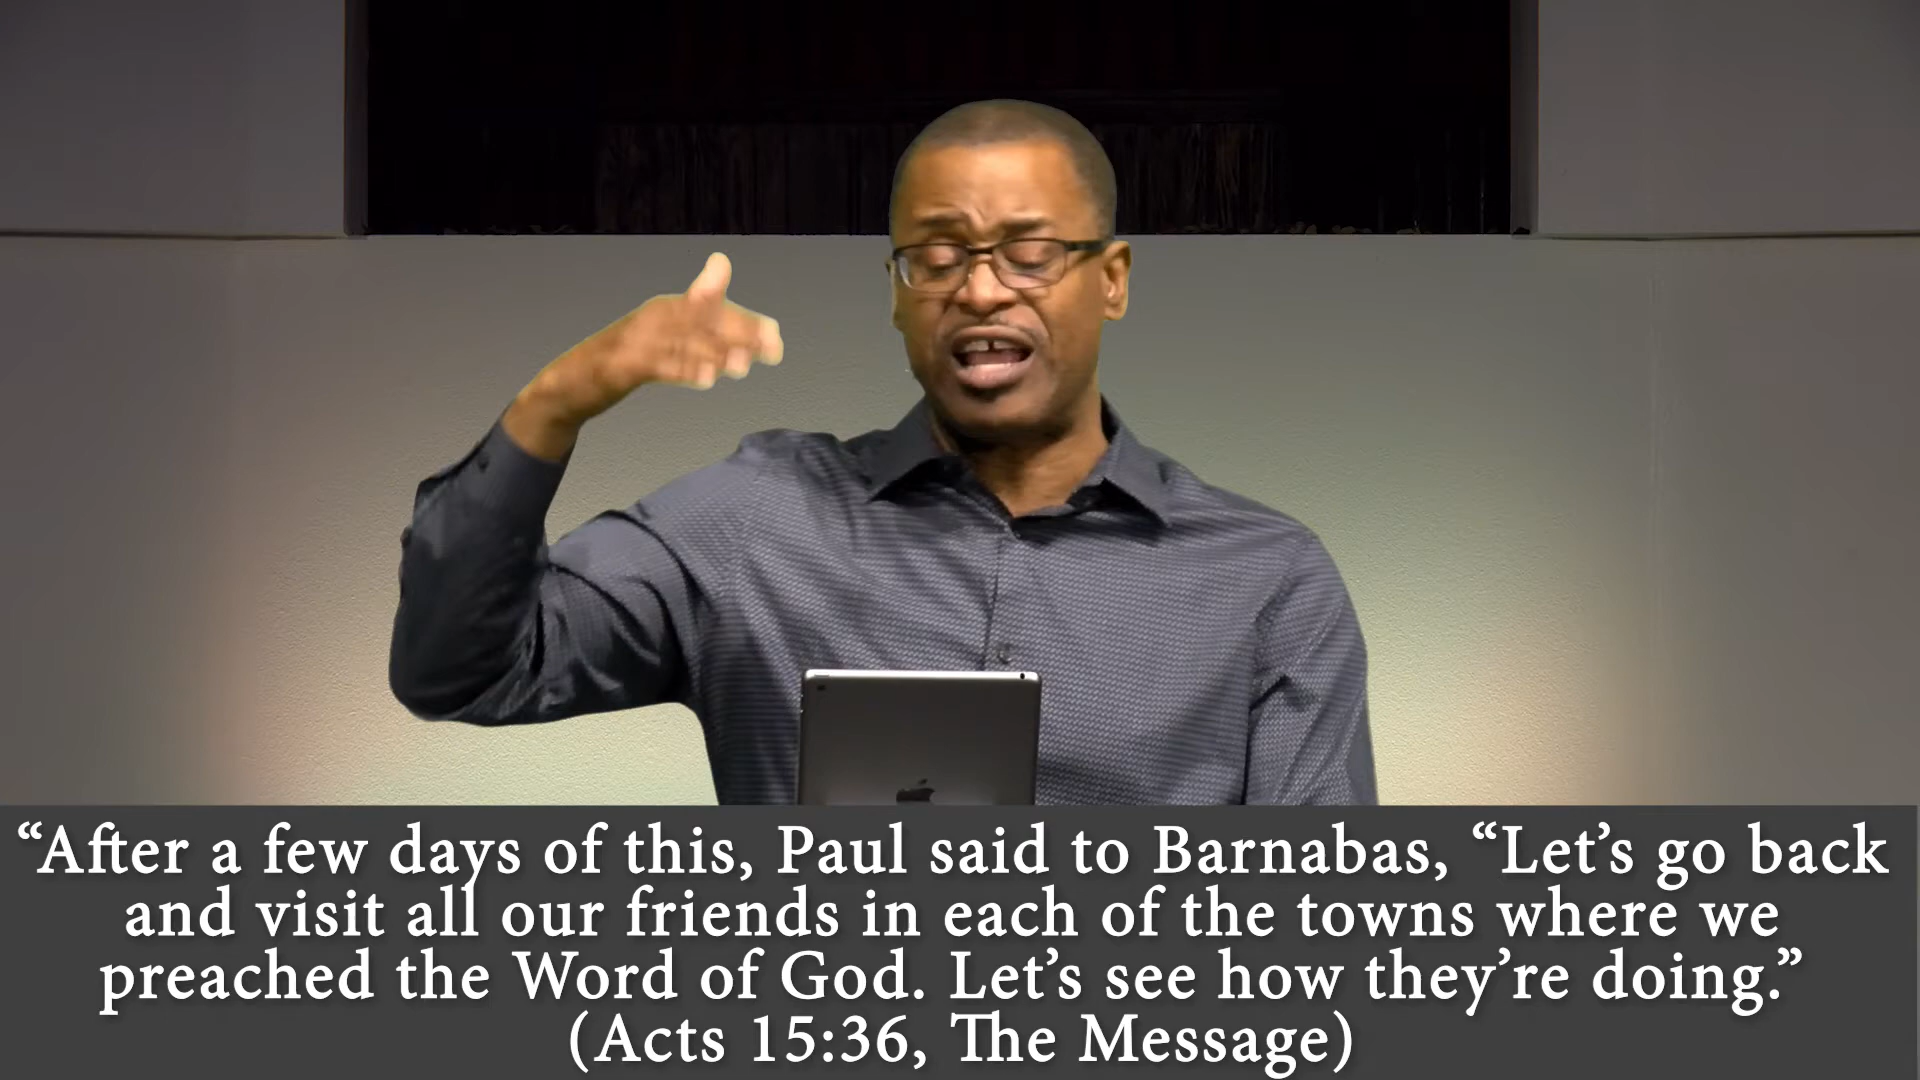 “After a few days of this, Paul said to Barnabas, “Let’s go back
and visit all our friends in each of the towns where we
preached the Word of God. Let’s see how they’re doing.”
(Acts 15:36, The Message)